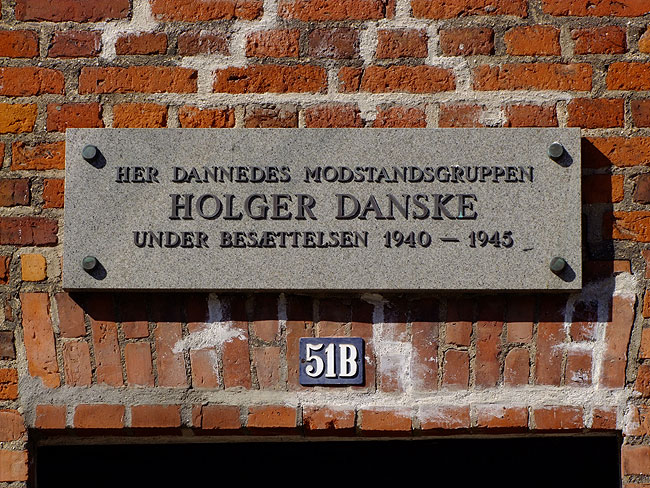 HER DANNEDES MODSTANDSGRUPPEN
HOLGER DANSKE
UNDER BESÆTTELSEN 1940 — 1945
51B